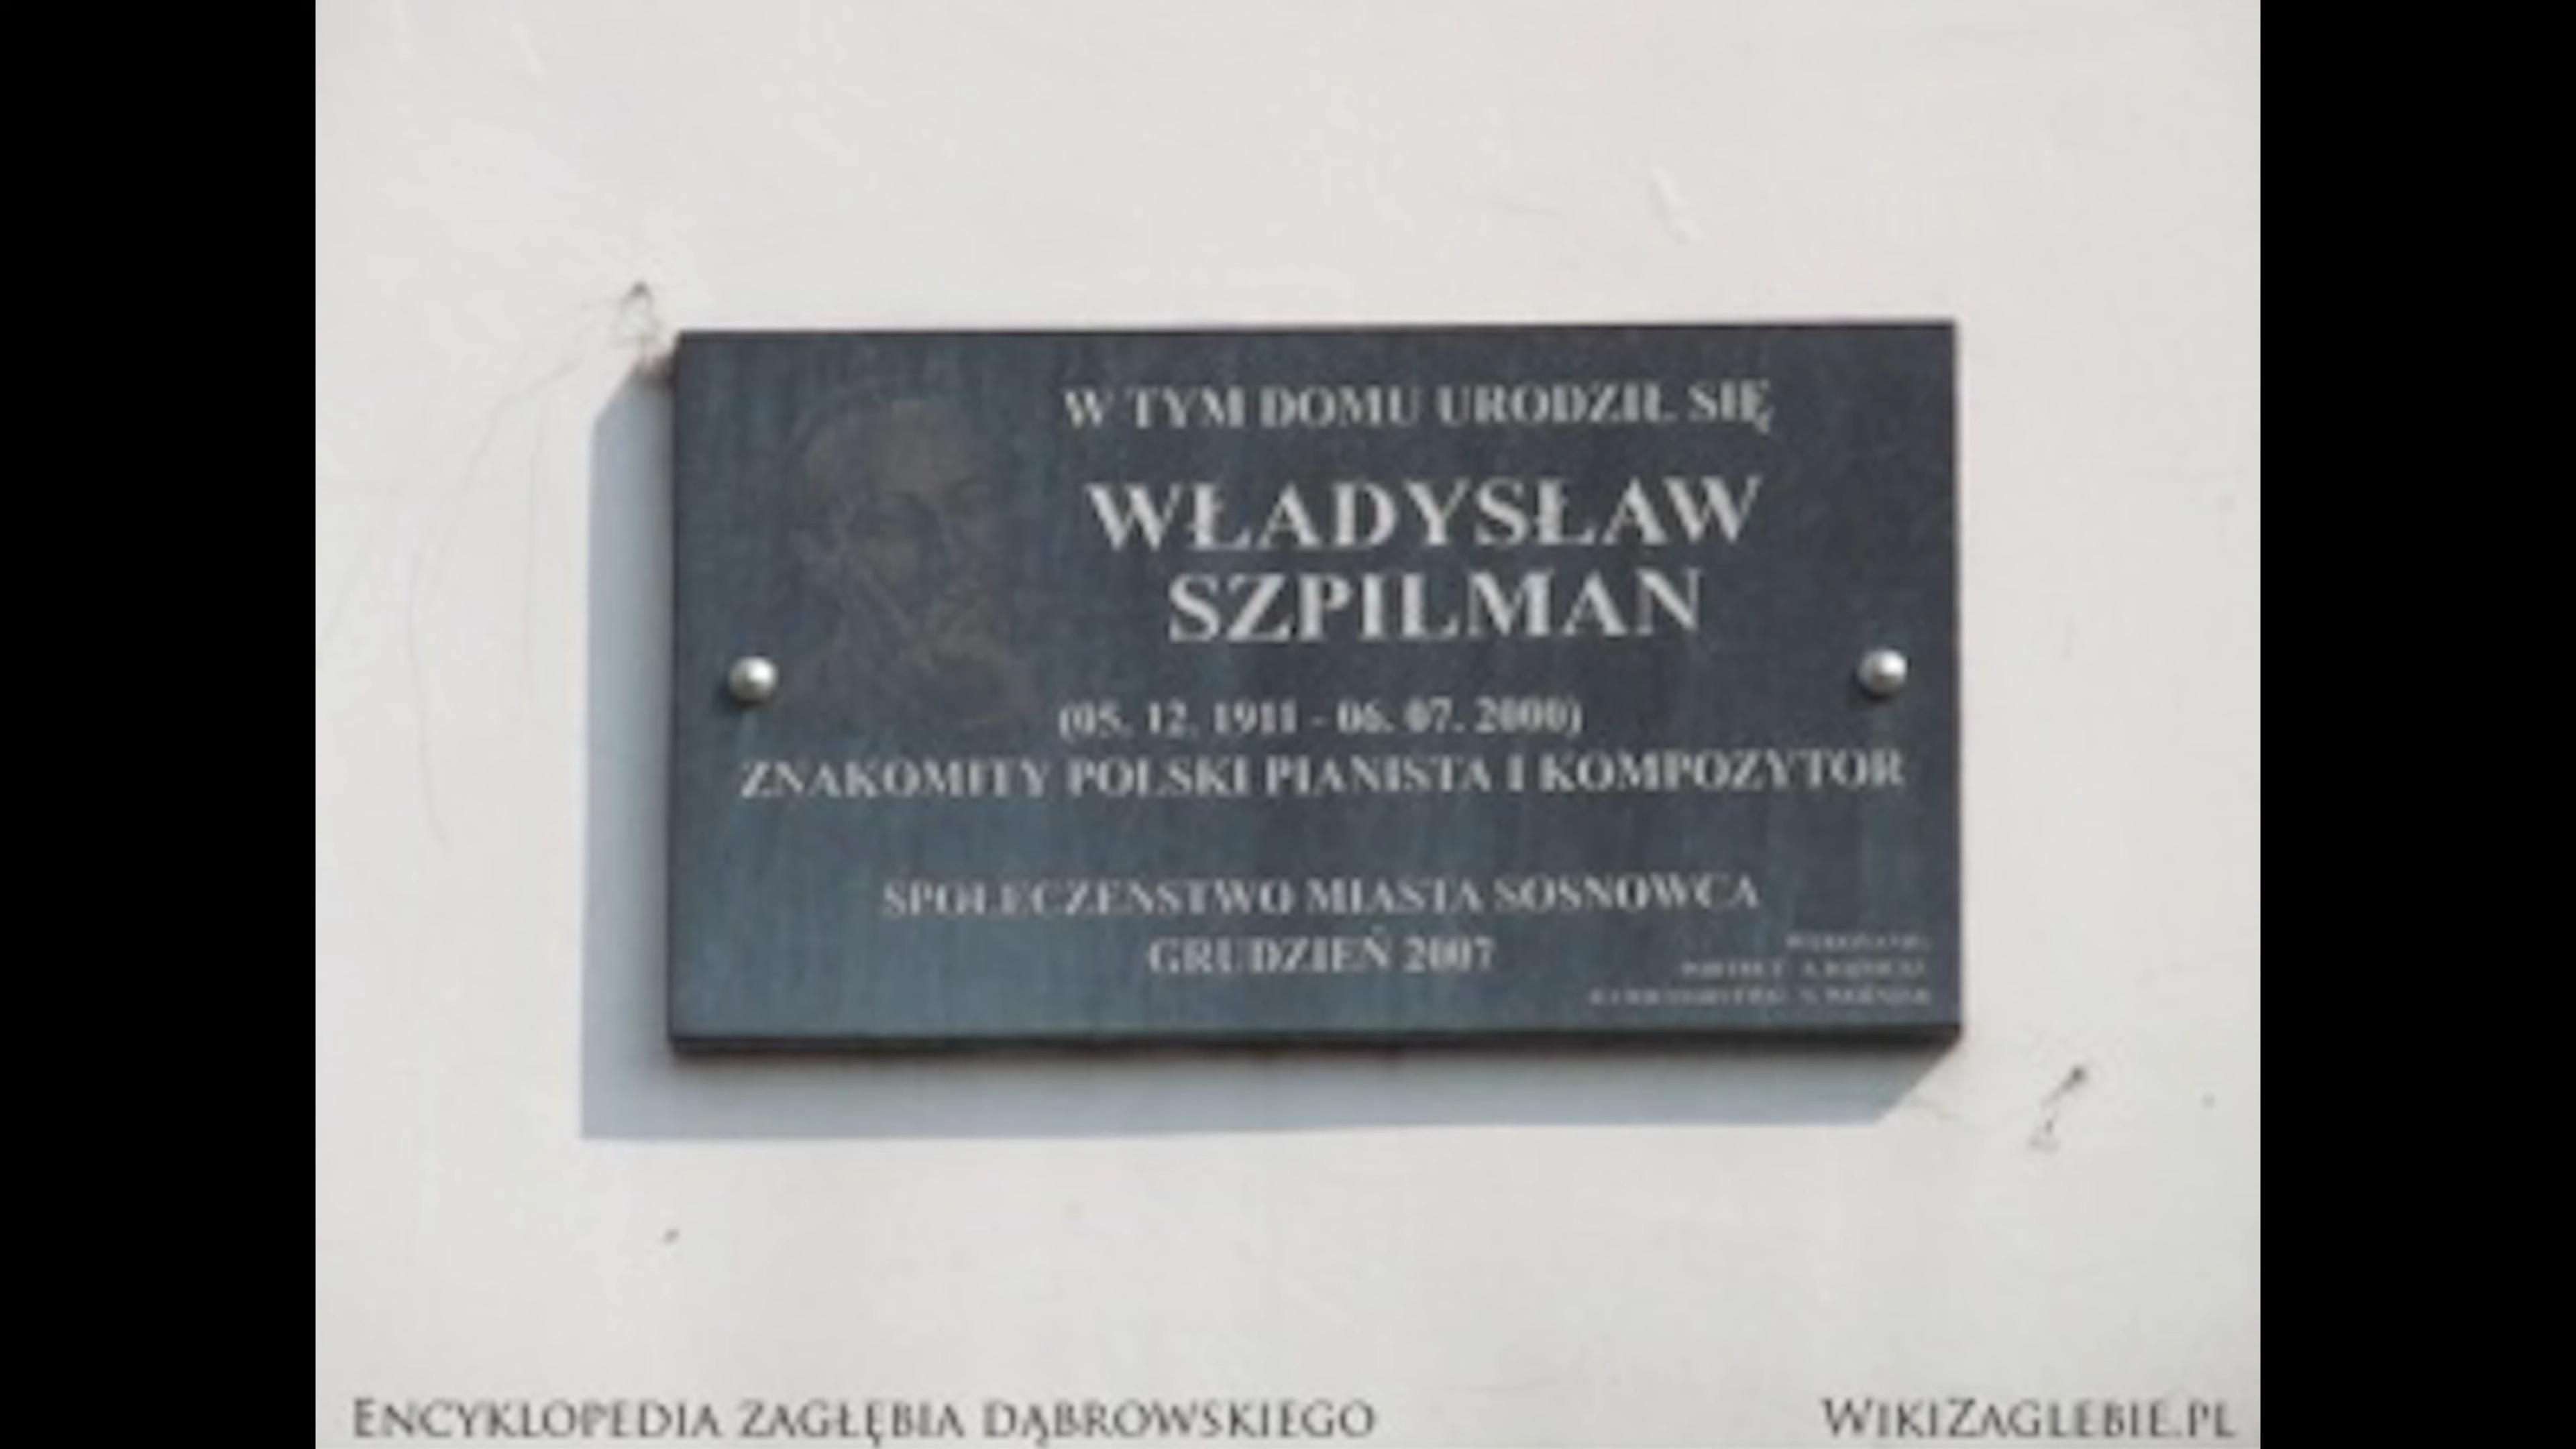 W TYM DOMU URODZIŁ SIĘ
WŁADYSŁAW
SZPILMAN
(05. 12. 1911 - 06. 07. 2000)
ZNAKOMITY POLSKI PIANISTA I KOMPOZYTOR
SPOŁECZEŃSTWO MIASTA SOSNOWCA
GRUDZIEŃ 2007
ENCYKLOPEDIA ZAGŁĘBIA DĄBROWSKIEGO
WIKIZAGLEBIE.PL